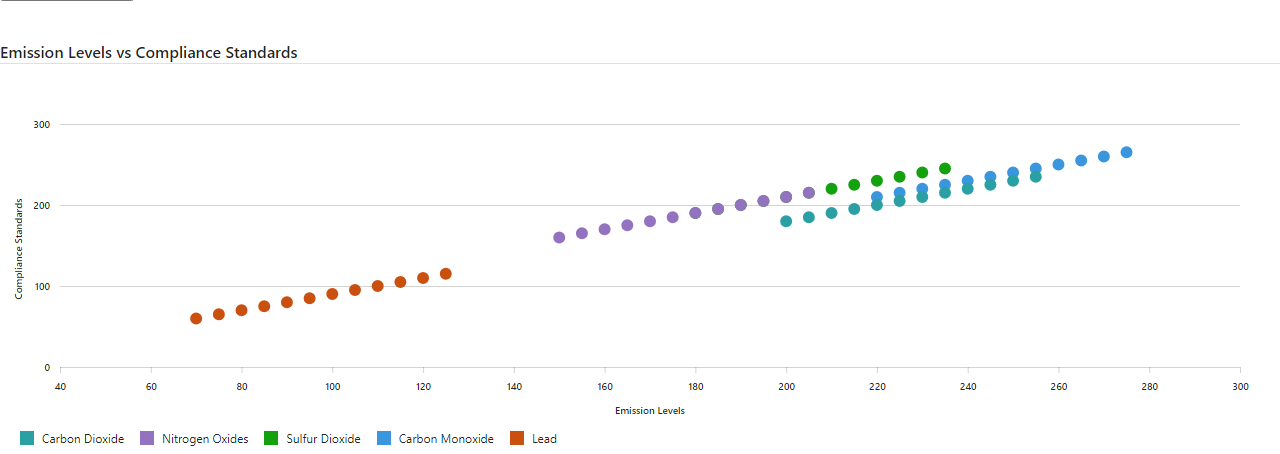 Emission Levels vs Compliance Standards
300
200
100
0
Compliance Standards
40 60 80 100 120 140 160 180 200 220 240 260 280 300
Emission Levels
Carbon Dioxide Nitrogen Oxides Sulfur Dioxide Carbon Monoxide Lead